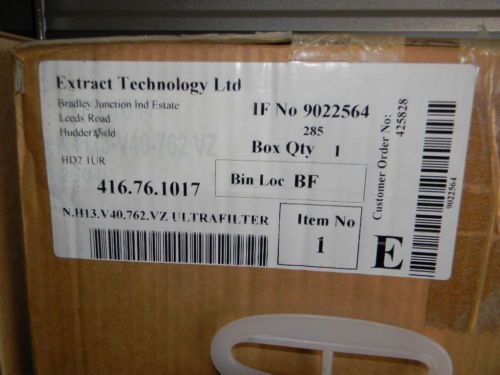 Extract Technology Ltd
Bradley Junction Ind Estate
Leeds Road
Huddersfield
HD2 1UR
416.76.1017
N.H13.V40.762.VZ ULTRAFILTER
IF No 9022564
285
Box Qty 1
Bin Loc BF
Item No
1
Customer Order No:
425828
E
9022564